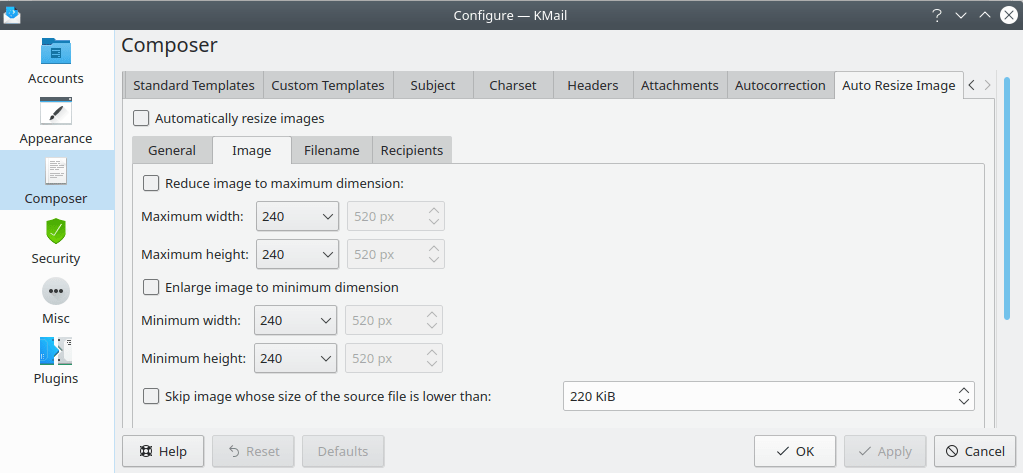 Configure — KMail
Accounts
Appearance
Composer
Security
Misc
Plugins
Composer
Standard Templates Custom Templates Subject Charset Headers Attachments Autocorrection Auto Resize Image
Automatically resize images
General Image Filename Recipients
Reduce image to maximum dimension:
Maximum width: 240 520 px
Maximum height: 240 520 px
Enlarge image to minimum dimension
Minimum width: 240 520 px
Minimum height: 240 520 px
Skip image whose size of the source file is lower than: 220 KiB
Help Reset Defaults OK Apply Cancel